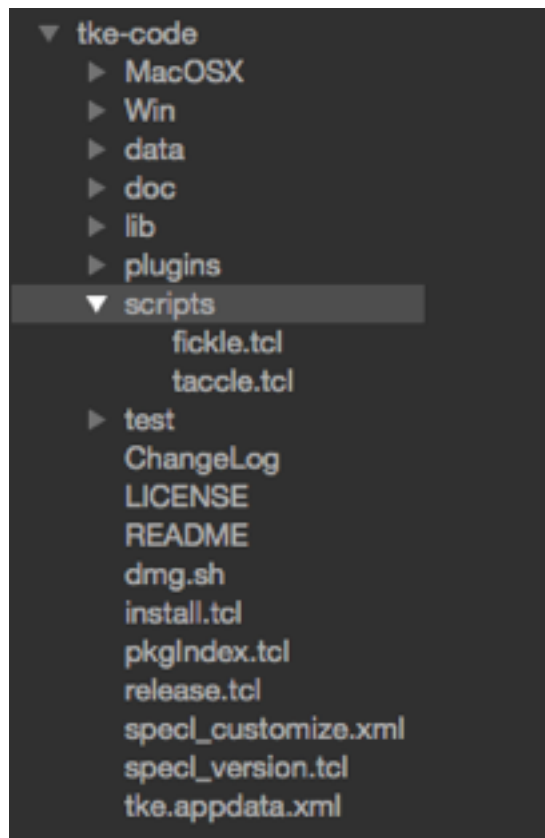 tke-code
MacOSX
Win
data
doc
lib
plugins
scripts
fickle.tcl
taccle.tcl
test
ChangeLog
LICENSE
README
dmg.sh
install.tcl
pkgIndex.tcl
release.tcl
specl_customize.xml
specl_version.tcl
tke.appdata.xml